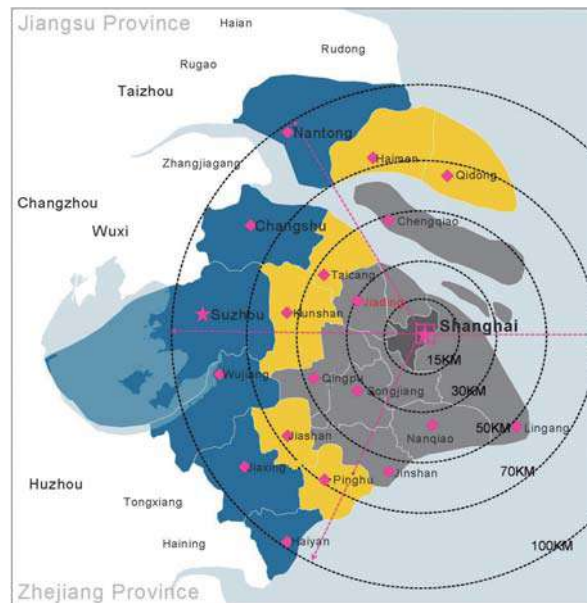 Jiangsu Province
Haian
Rudong
Rugao
Taizhou
Nantong
Zhangjiagang
Haimen
Qidong
Changzhou
Changshu
Chengqiao
Wuxi
Taicang
Jiading
Suzhou
Kunshan
Shanghai
15KM
Wujiang
Qingpu
Songjiang
30KM
Nanqiao
50KM
Lingang
Jiashan
Jiaxing
Jinshan
70KM
Huzhou
Pinghu
Tongxiang
Haining
Haiyan
100KM
Zhejiang Province